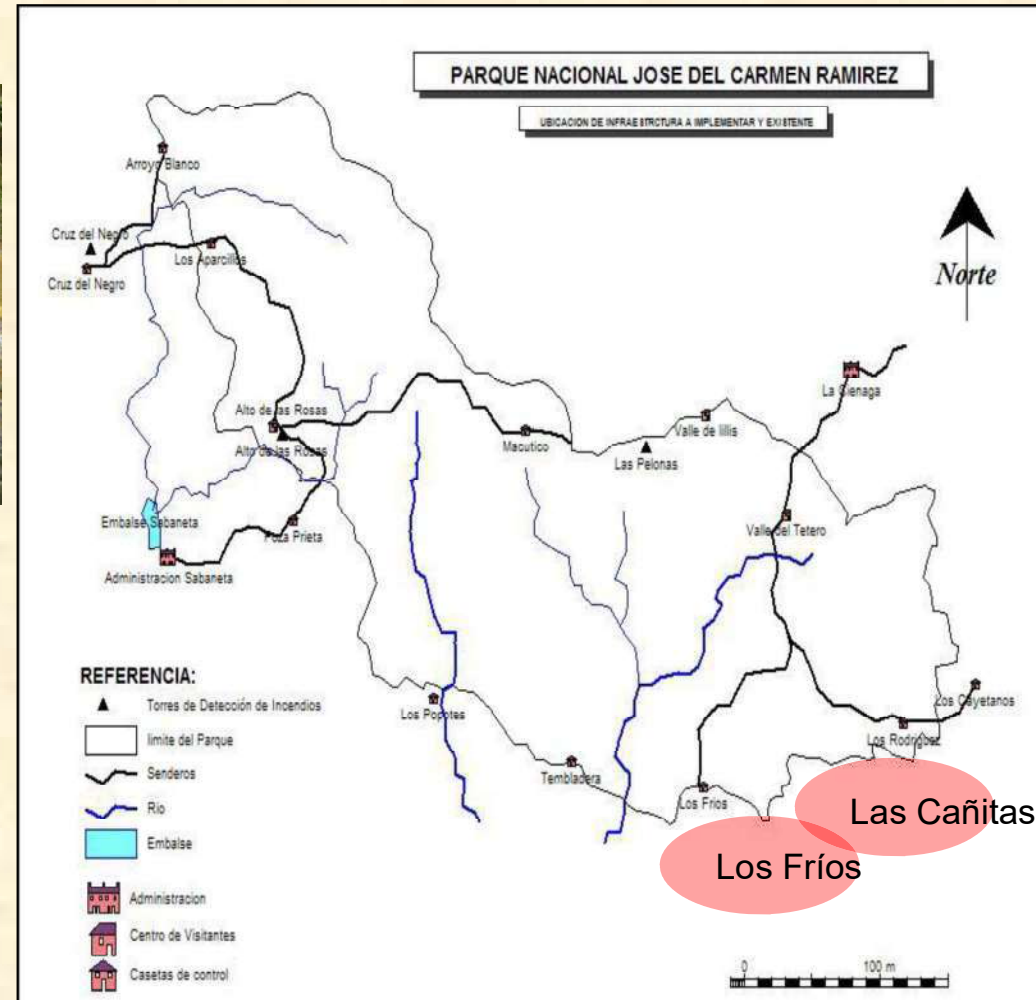 PARQUE NACIONAL JOSE DEL CARMEN RAMIREZ
UBICACION DE INFRAESTRCTURA A IMPLEMENTAR Y EXISTENTE
Arroyo Blanco
Cruz del Negro
Los Aparcillos
Cruz del Negro
Norte
La Sienaga
Alto de las Rosas
Valle de lillis
Alto de las Rosas
Macutico
Las Pelonas
Embalse Sabaneta
Poza Prieta
Valle del Tetero
Administracion Sabaneta
REFERENCIA:
Torres de Detección de Incendios
limite del Parque
Senderos
Rio
Embalse
Administracion
Centro de Visitantes
Casetas de control
Los Popotes
Los Cayetanos
Los Rodriguez
Tembladera
Los Frios
Las Cañitas
Los Fríos
0 100 m